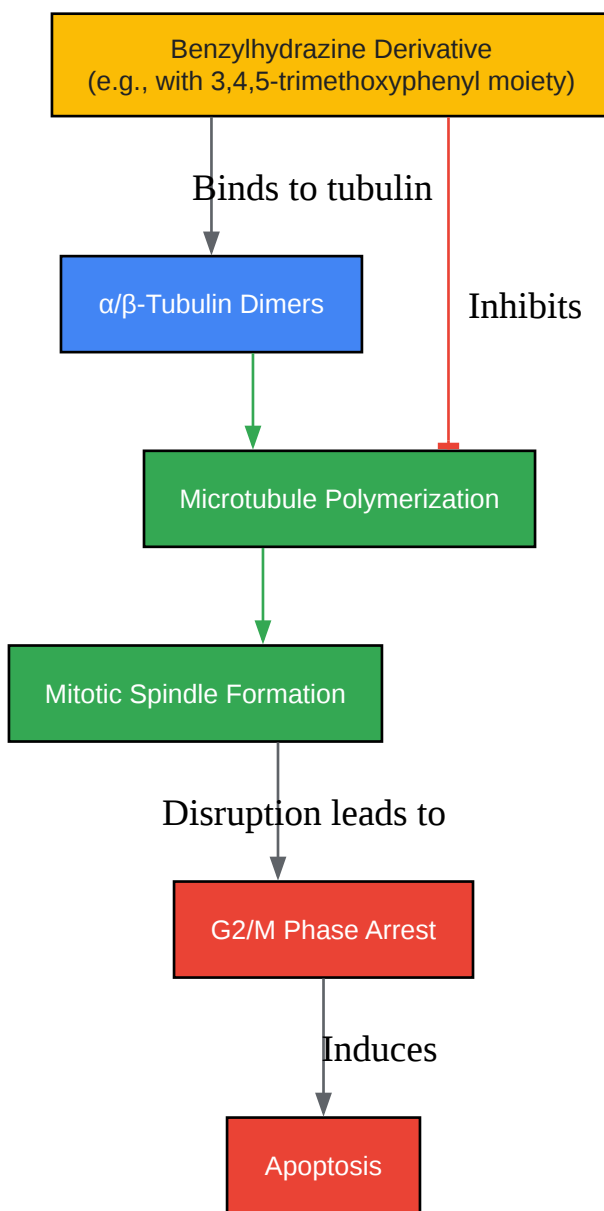 Benzylhydrazine Derivative
(e.g., with 3,4,5-trimethoxyphenyl moiety)
Binds to tubulin
α/β-Tubulin Dimers
Inhibits
Microtubule Polymerization
Mitotic Spindle Formation
Disruption leads to
G2/M Phase Arrest
Induces
Apoptosis